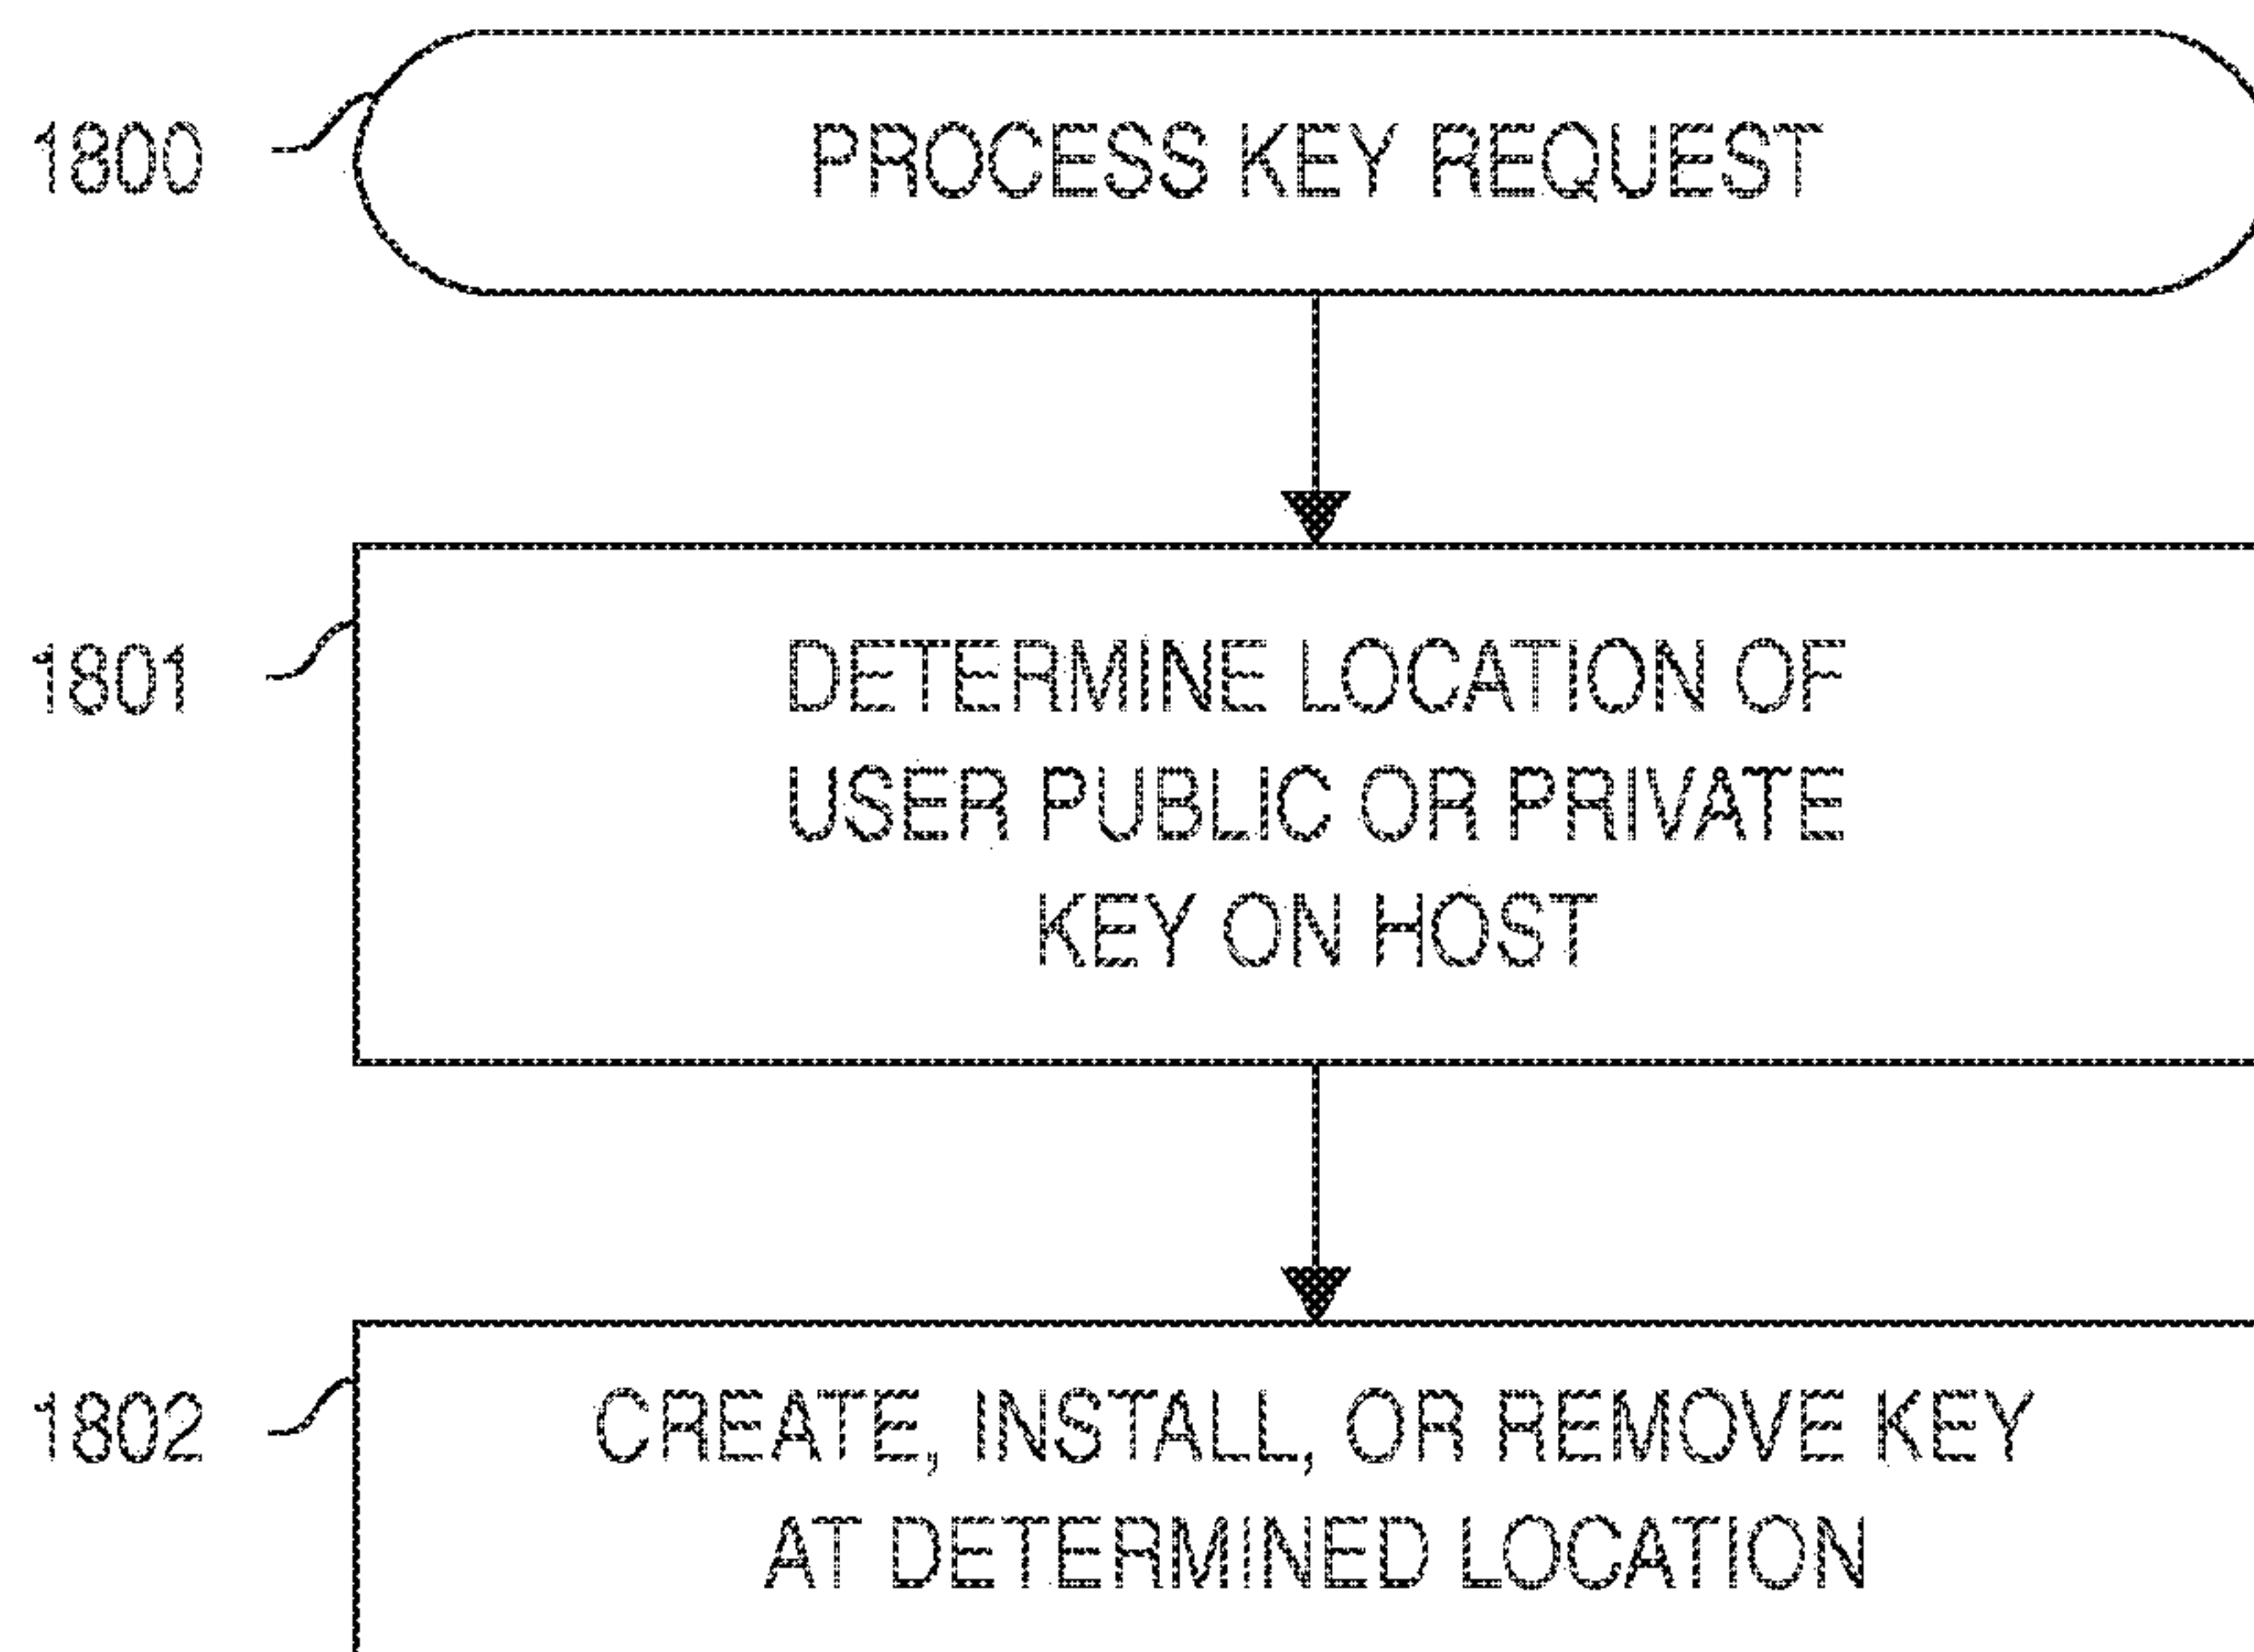 1800 PROCESS KEY REQUEST
1801 DETERMINE LOCATION OF
USER PUBLIC OR PRIVATE
KEY ON HOST
1802 CREATE, INSTALL, OR REMOVE KEY
AT DETERMINED LOCATION